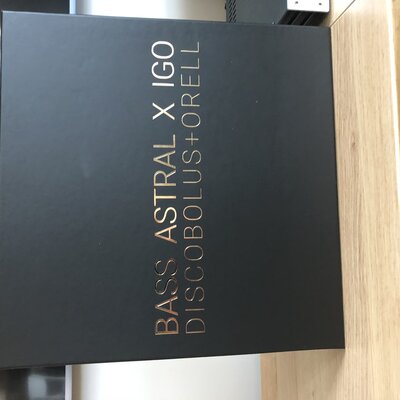 BASS ASTRAL X IGO
DISCOBOLUS+ORELL